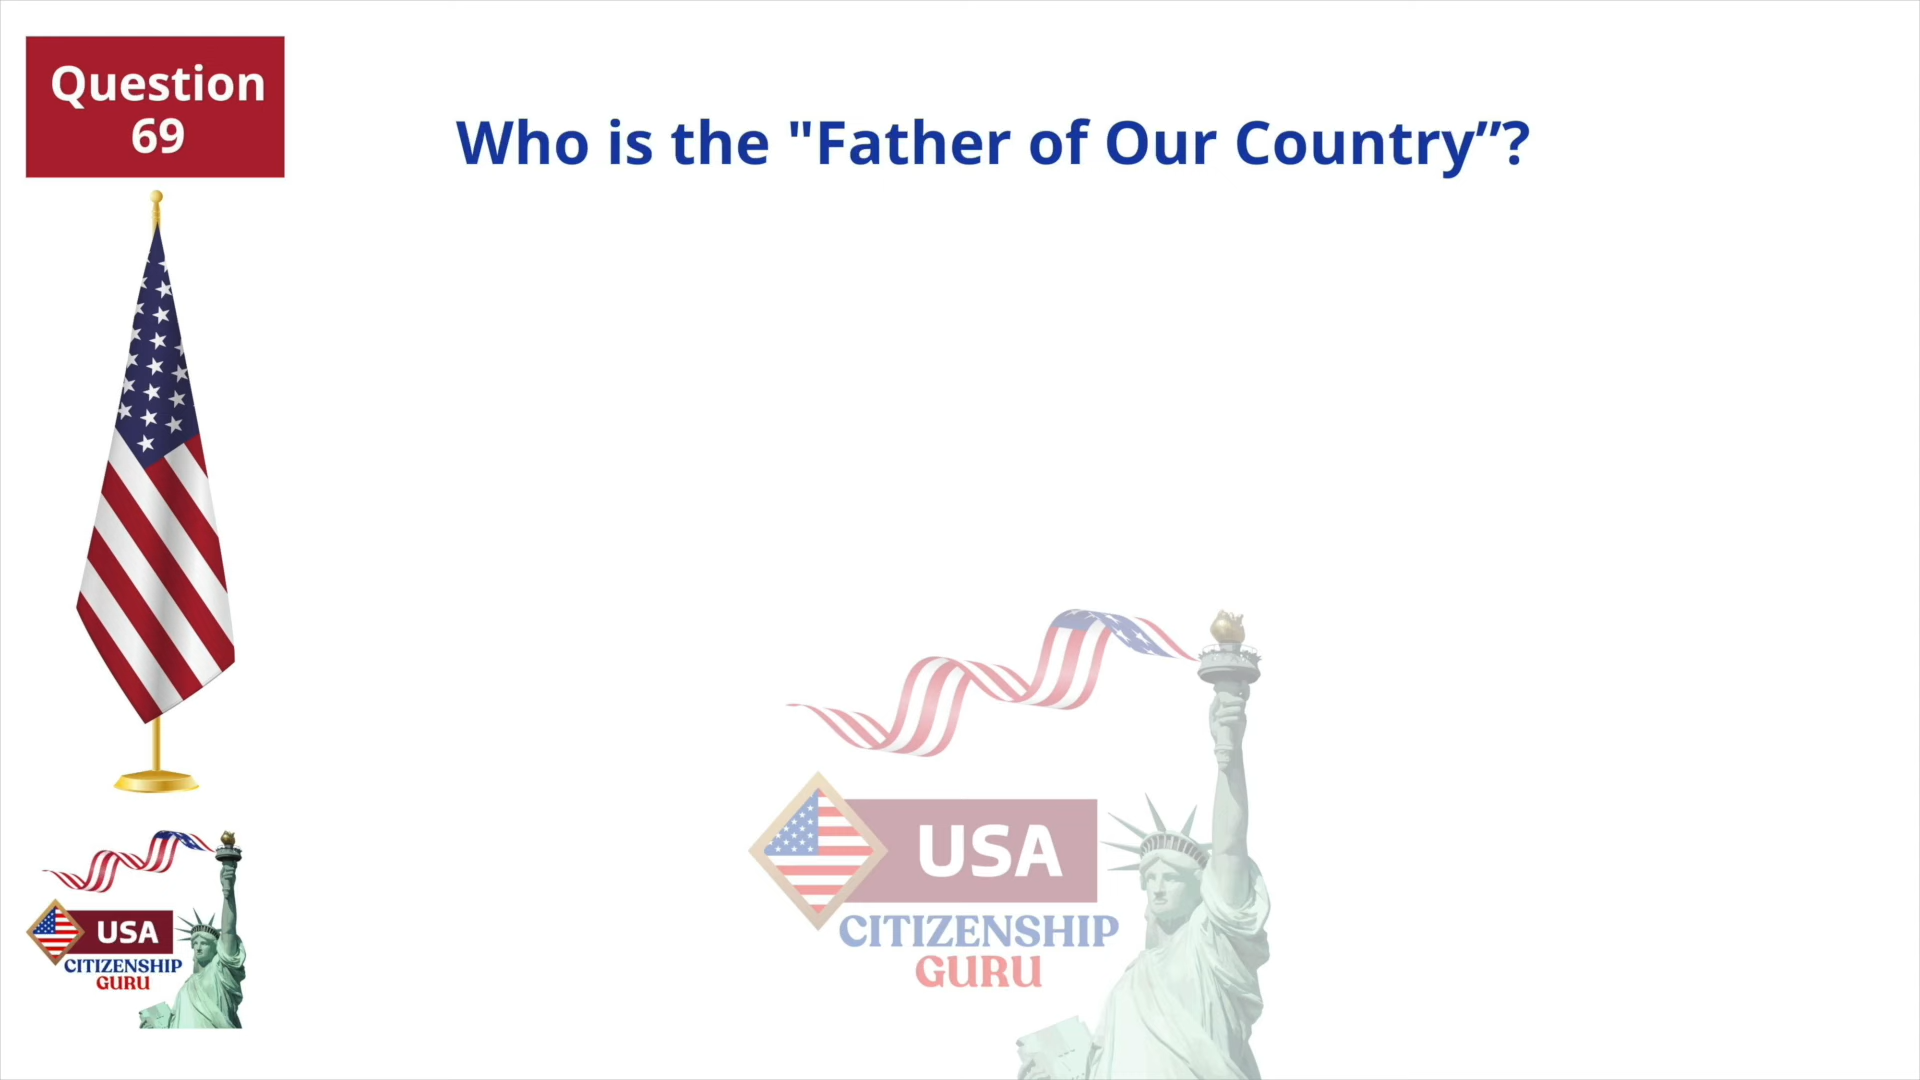 Question
69
Who is the "Father of Our Country”?
USA
CITIZENSHIP
GURU
USA
CITIZENSHIP
GURU